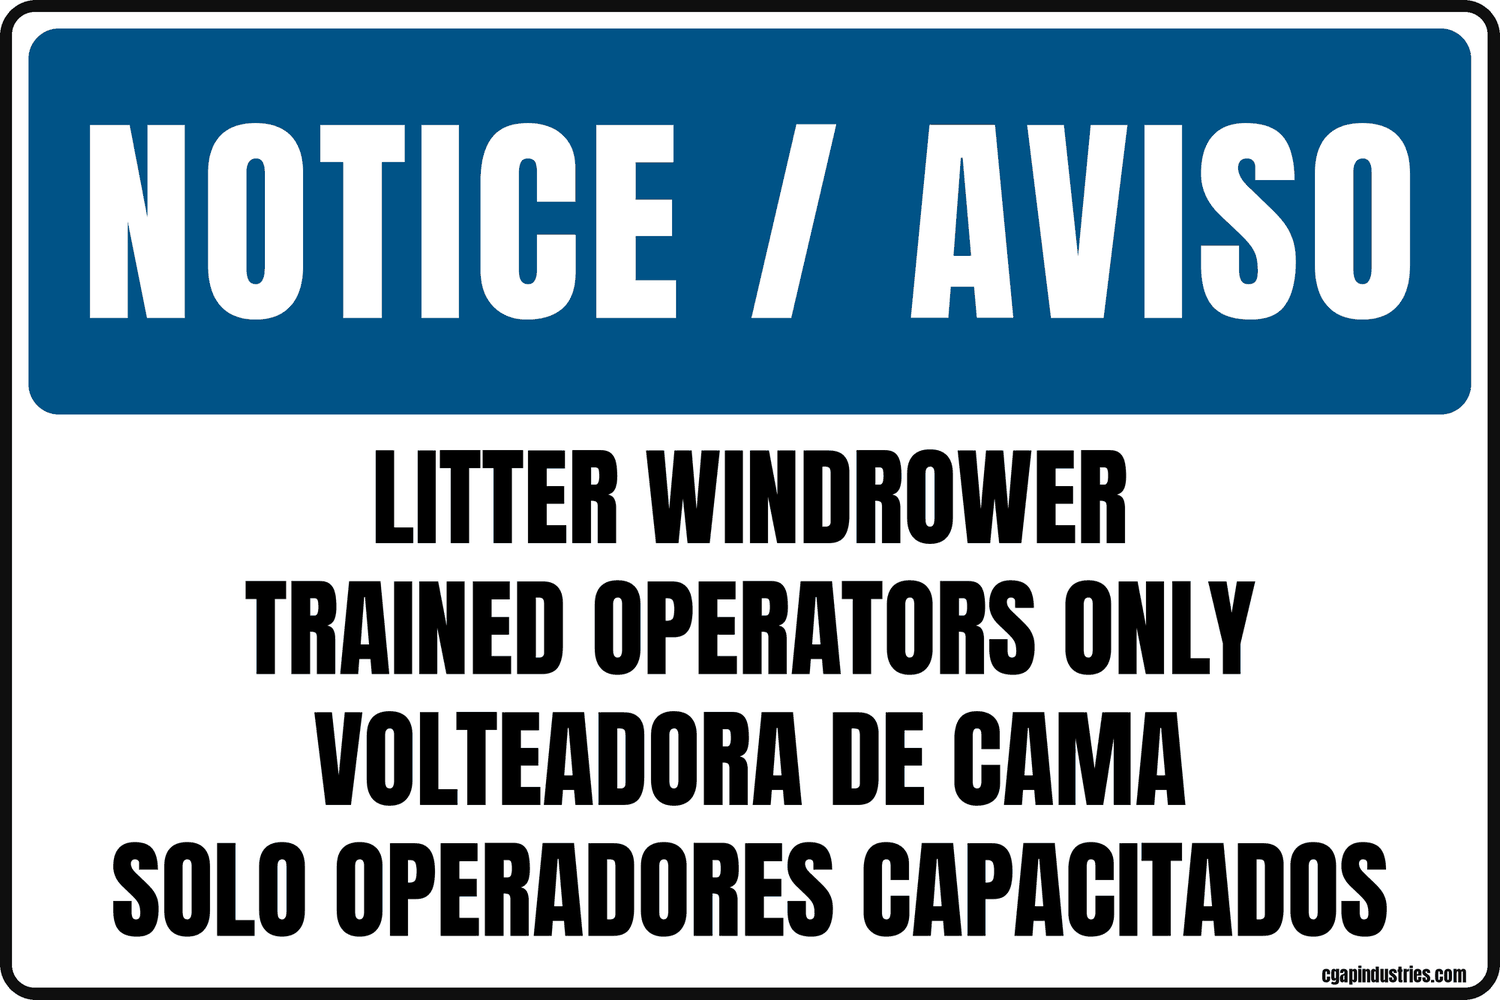 NOTICE / AVISO
LITTER WINDROWER
TRAINED OPERATORS ONLY
VOLTEADORA DE CAMA
SOLO OPERADORES CAPACITADOS
cgapindustries.com